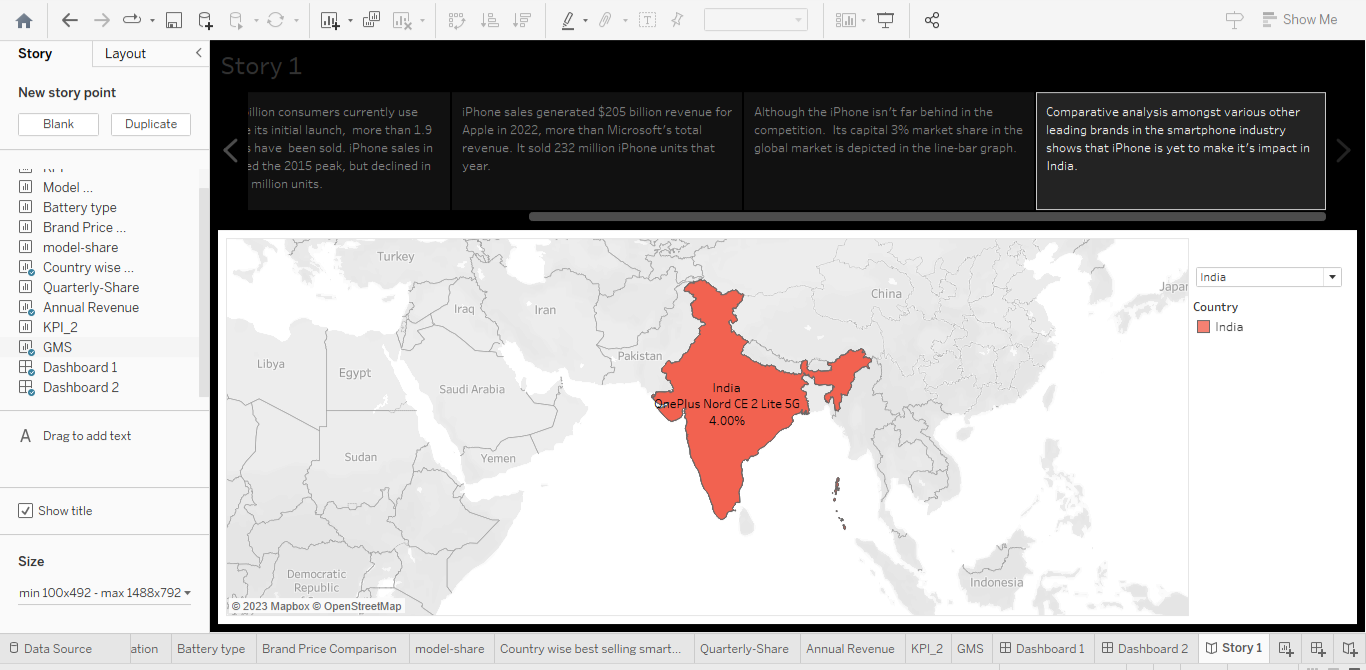 Show Me
Story
Layout
New story point
Blank
Duplicate
Model ...
Battery type
Brand Price ...
model-share
Country wise ...
Quarterly-Share
Annual Revenue
KPI_2
GMS
Dashboard 1
Dashboard 2
A Drag to add text
Show title
Size
min 100x492 - max 1488x792
Story 1
illion consumers currently use
its initial launch, more than 1.9
have been sold. iPhone sales in
ed the 2015 peak, but declined in
million units.
iPhone sales generated $205 billion revenue for
Apple in 2022, more than Microsoft's total
revenue. It sold 232 million iPhone units that
year.
Although the iPhone isn't far behind in the
competition. Its capital 3% market share in the
global market is depicted in the line-bar graph.
Comparative analysis amongst various other
leading brands in the smartphone industry
shows that iPhone is yet to make it's impact in
India.
Turkey
China
Japan
Iraq
Iran
Pakistan
Libya
Egypt
Saudi Arabia
India
OnePlus Nord CE 2 Lite 5G
4.00%
Sudan
Yemen
Democratic
Republic
Indonesia
© 2023 Mapbox © OpenStreetMap
India
Country
India
Data Source
ation
Battery type
Brand Price Comparison
model-share
Country wise best selling smart...
Quarterly-Share
Annual Revenue
KPI_2
GMS
Dashboard 1
Dashboard 2
Story 1